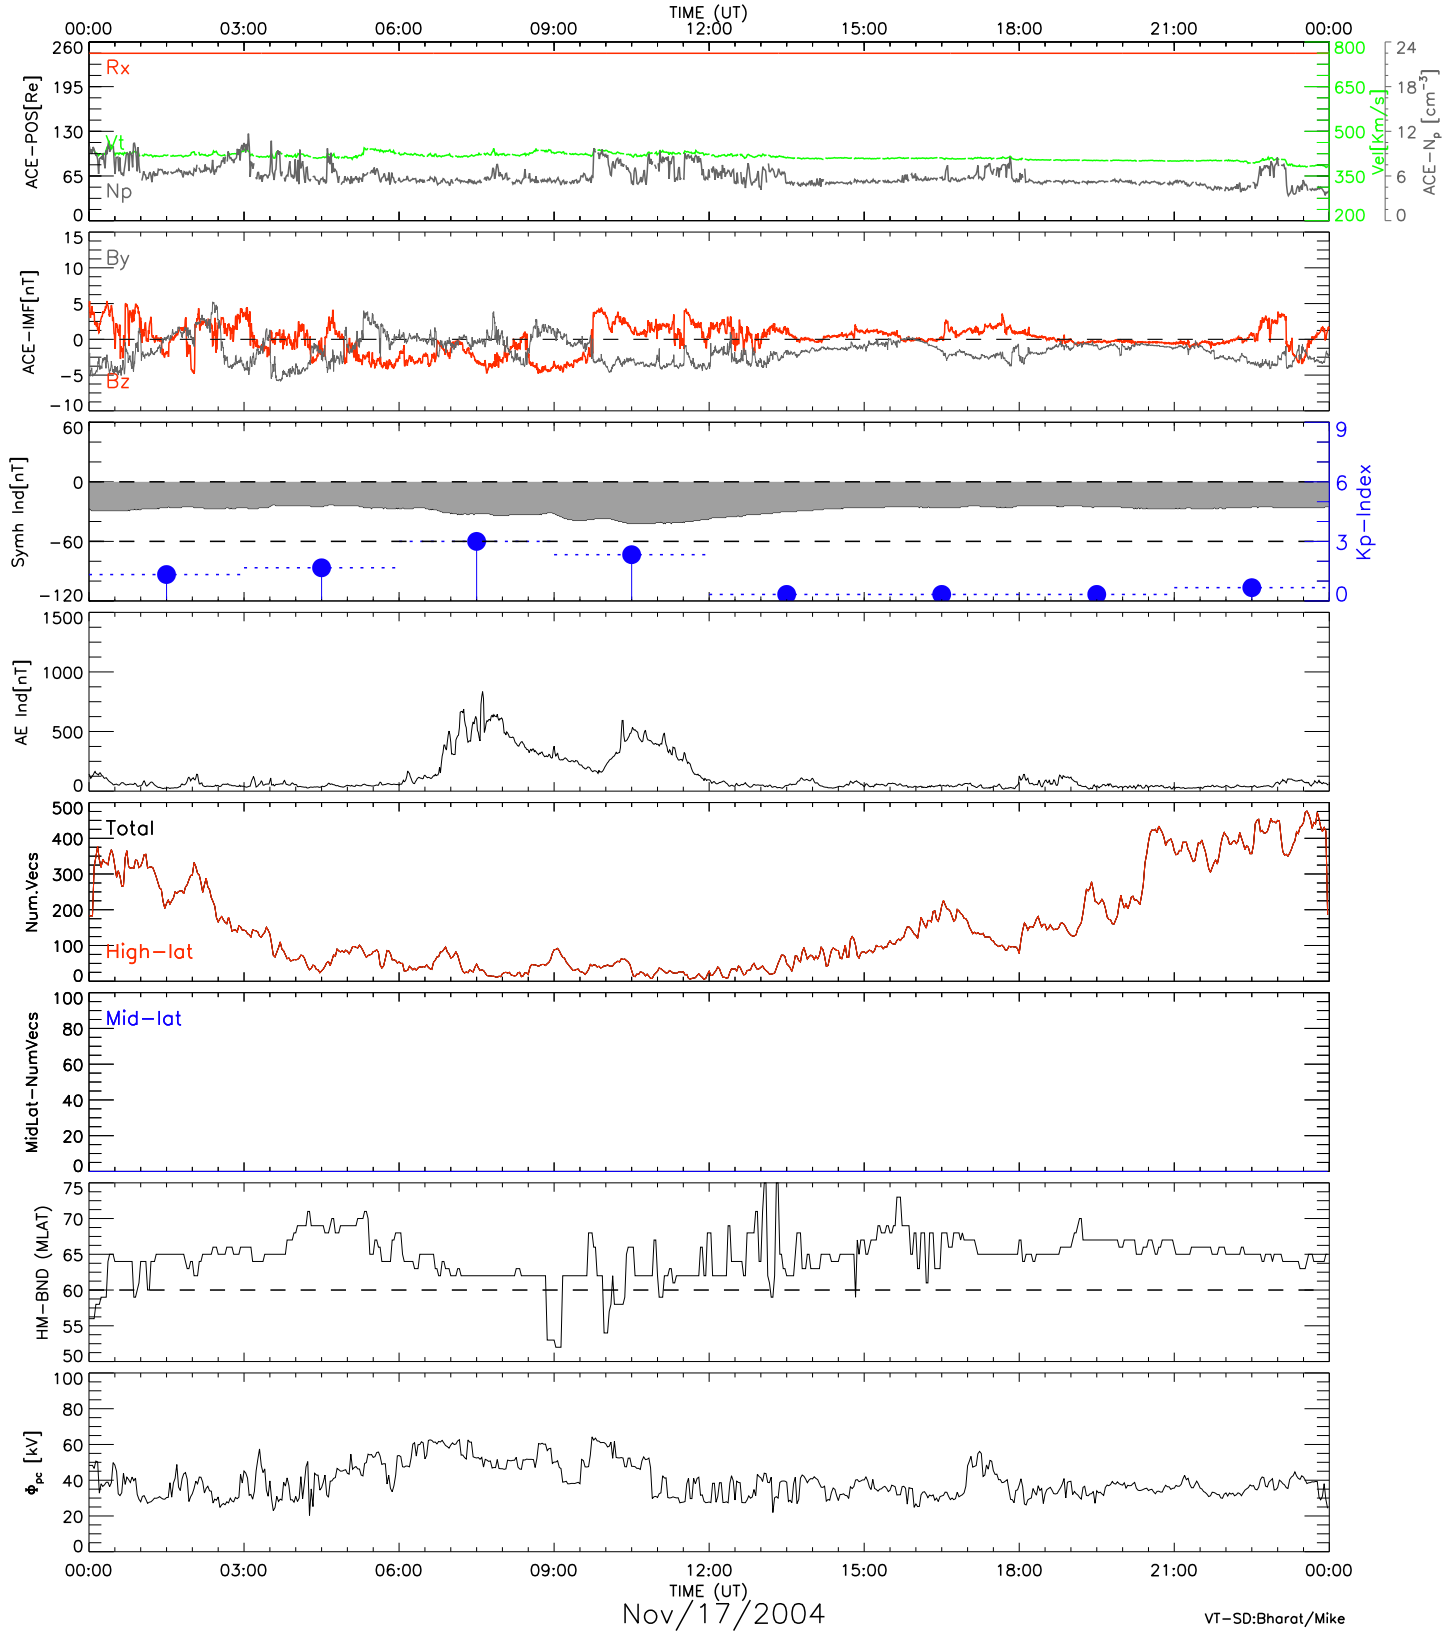 TIME (UT)
00:00 03:00 06:00 09:00 12:00 15:00 18:00 21:00 00:00
ACE-POS[Re]
260
195
130
65
0
Rx
Vt
Np
800
650
500
350
200
Vel[Km/s]
24
18
12
6
0
ACE-Np [cm-3]
ACE-IMF[nT]
15
10
5
0
-5
-10
By
Bz
Symh Ind[nT]
60
0
-60
-120
9
6
3
0
Kp-Index
AE Ind[nT]
1500
1000
500
0
Num.Vecs
500
400
300
200
100
0
Total
High-lat
MidLat-NumVecs
100
80
60
40
20
0
Mid-lat
HM-BND (MLAT)
75
70
65
60
55
50
Φpc [kV]
100
80
60
40
20
0
00:00 03:00 06:00 09:00 12:00 15:00 18:00 21:00 00:00
TIME (UT)
Nov/17/2004
VT-SD:Bharat/Mike